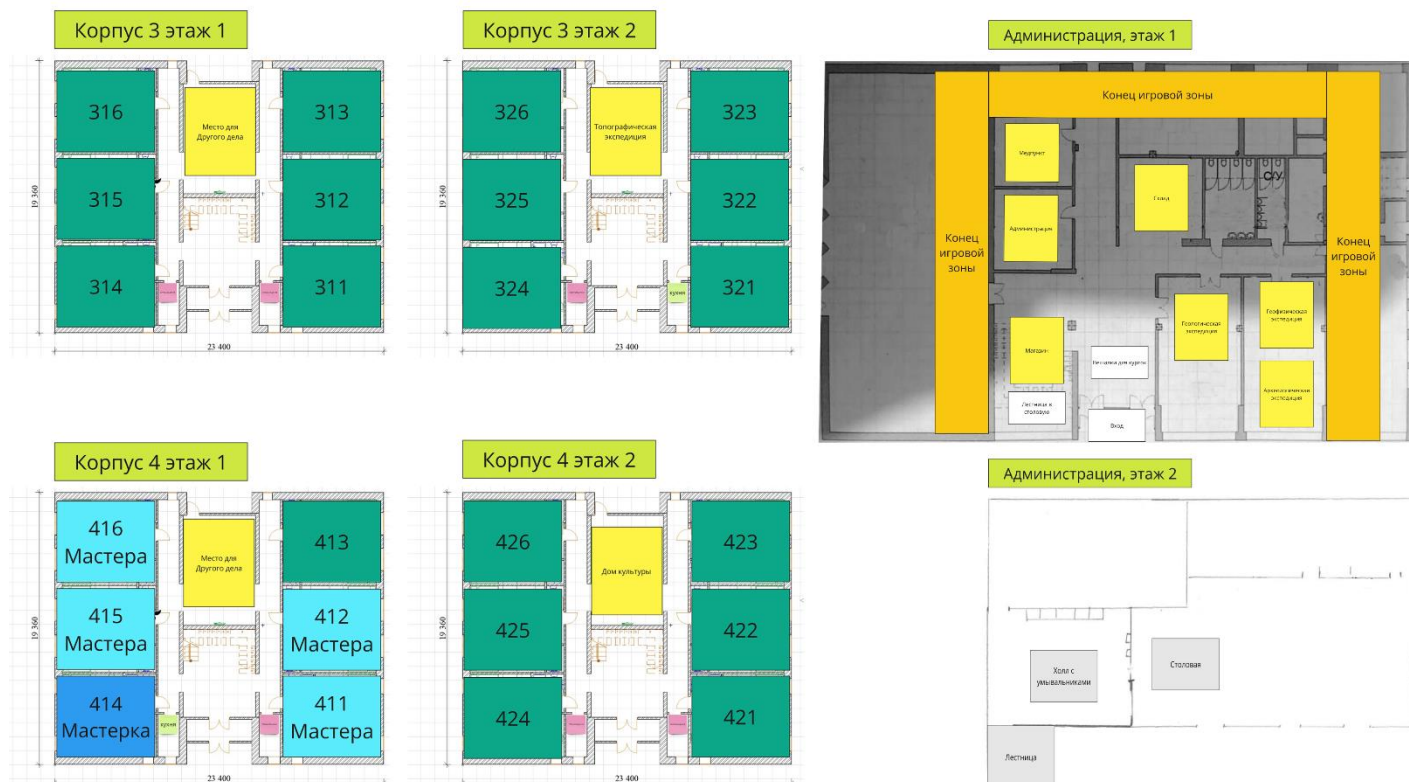 Корпус 3 этаж 1
316
315
314
Место для
Другого дела
313
312
311
19 360
23 400
Корпус 3 этаж 2
326
325
324
Топографическая
экспедиция
323
322
321
кухня
19 360
23 400
Администрация, этаж 1
Конец игровой зоны
Конец
игровой
зоны
Конец
игровой
зоны
Медпункт
Администрация
Склад
С/У
Магазин
Лестница в
столовую
Вход
Геологическая
экспедиция
Геофизическая
экспедиция
Археологическая
экспедиция
Корпус 4 этаж 1
416
Мастера
415
Мастера
414
Мастерка
Место для
Другого дела
413
412
Мастера
411
Мастера
кухня
19 360
23 400
Корпус 4 этаж 2
426
425
424
Дом культуры
423
422
421
19 360
23 400
Администрация, этаж 2
Холл с
умывальниками
Столовая
Лестница